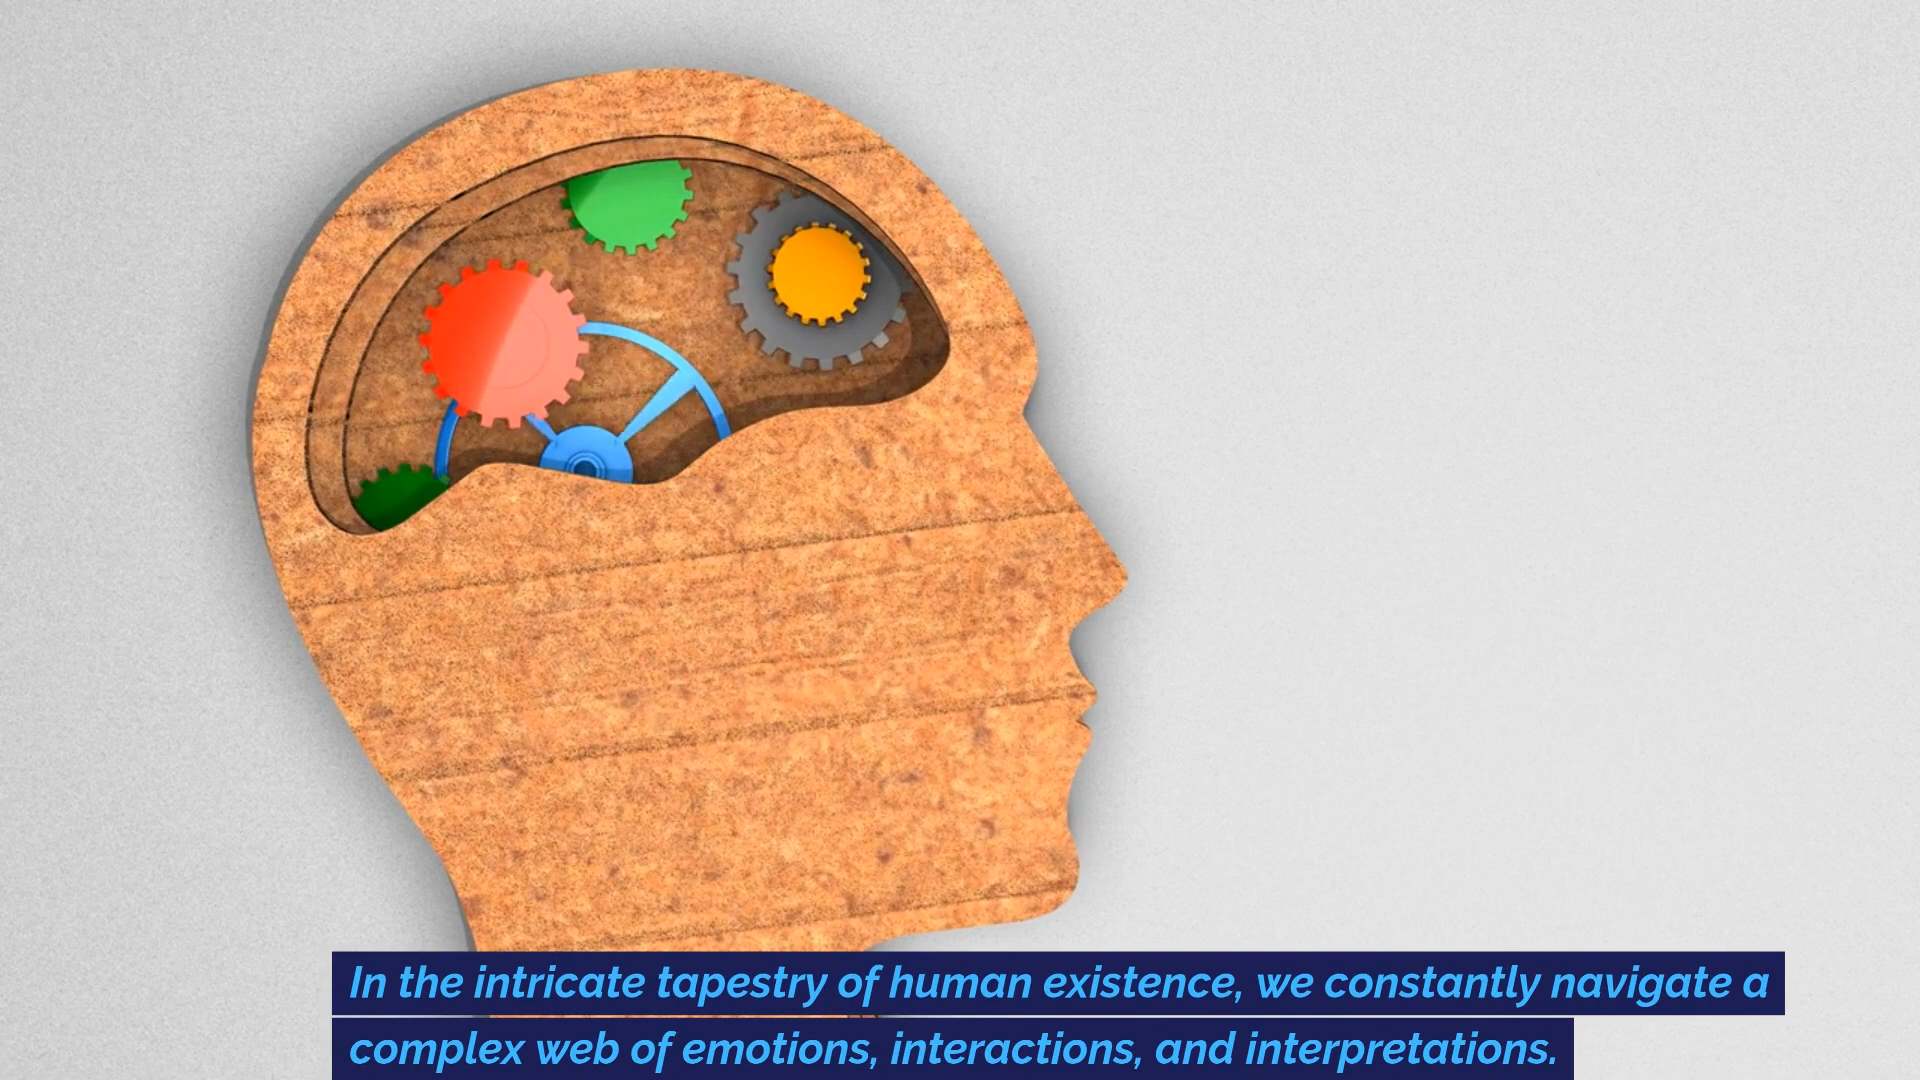 In the intricate tapestry of human existence, we constantly navigate a
complex web of emotions, interactions, and interpretations.